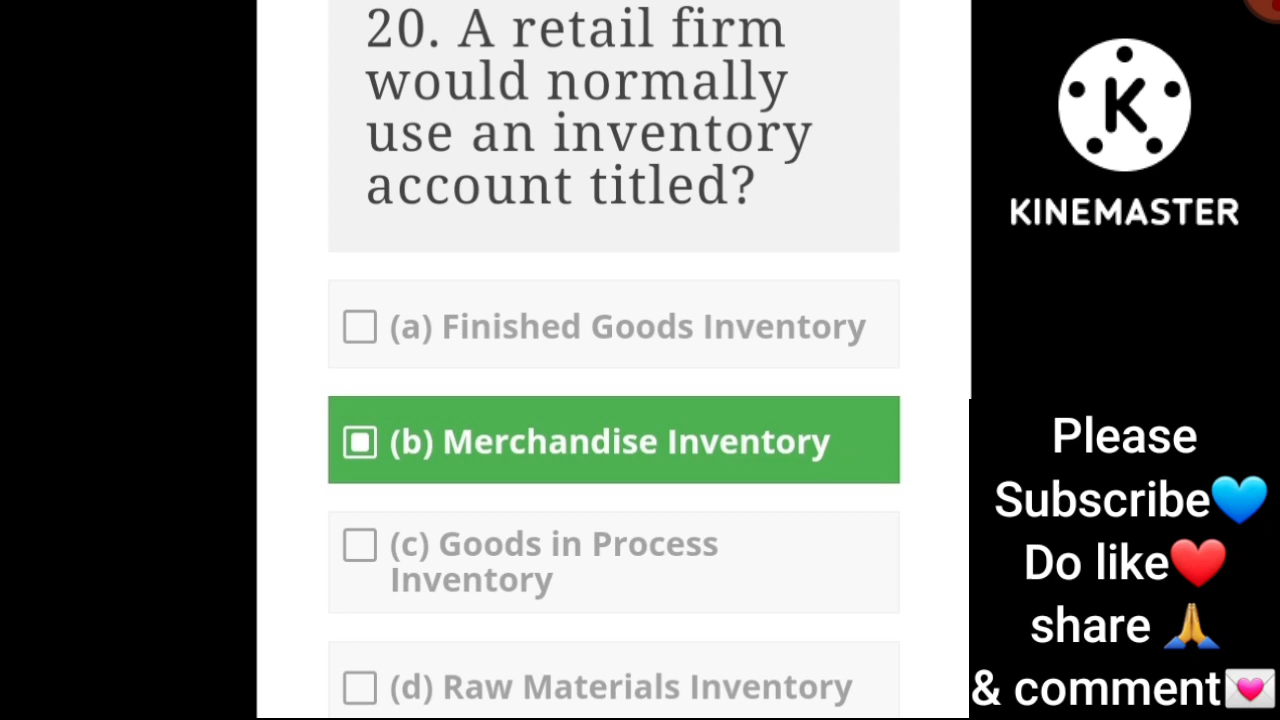 20. A retail firm
would normally
use an inventory
account titled?
(a) Finished Goods Inventory
(b) Merchandise Inventory
(c) Goods in Process
Inventory
(d) Raw Materials Inventory
K
KINEMASTER
Please
Subscribe💙
Do like❤️
share 🙏
& comment💌